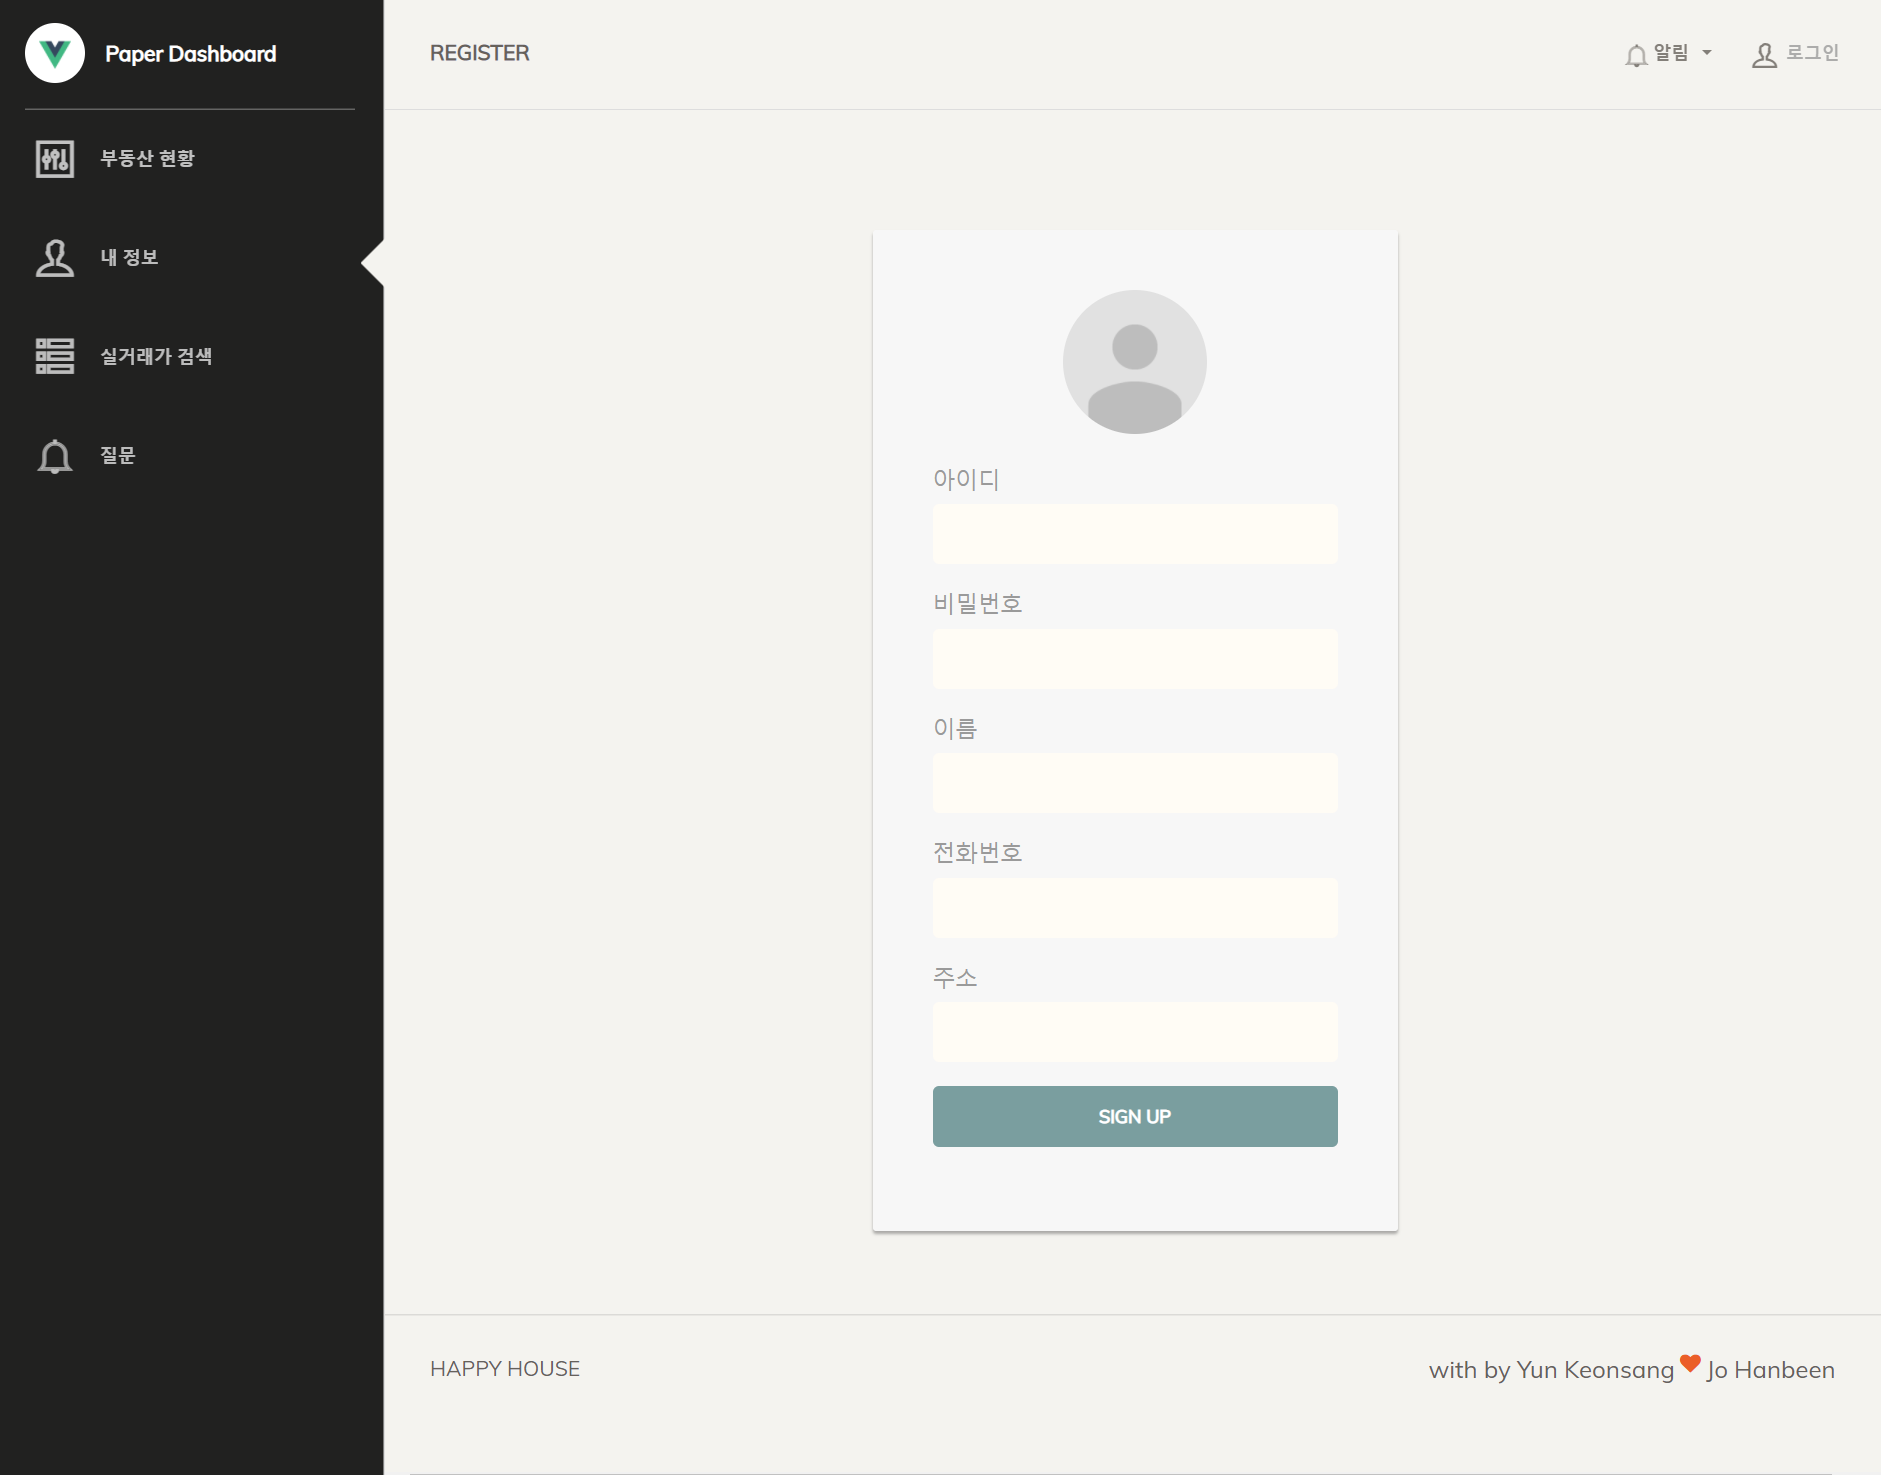 Paper Dashboard
부동산 현황
내 정보
실거래가 검색
질문
REGISTER
알림
로그인
아이디
비밀번호
이름
전화번호
주소
SIGN UP
HAPPY HOUSE
with by Yun Keonsang Jo Hanbeen